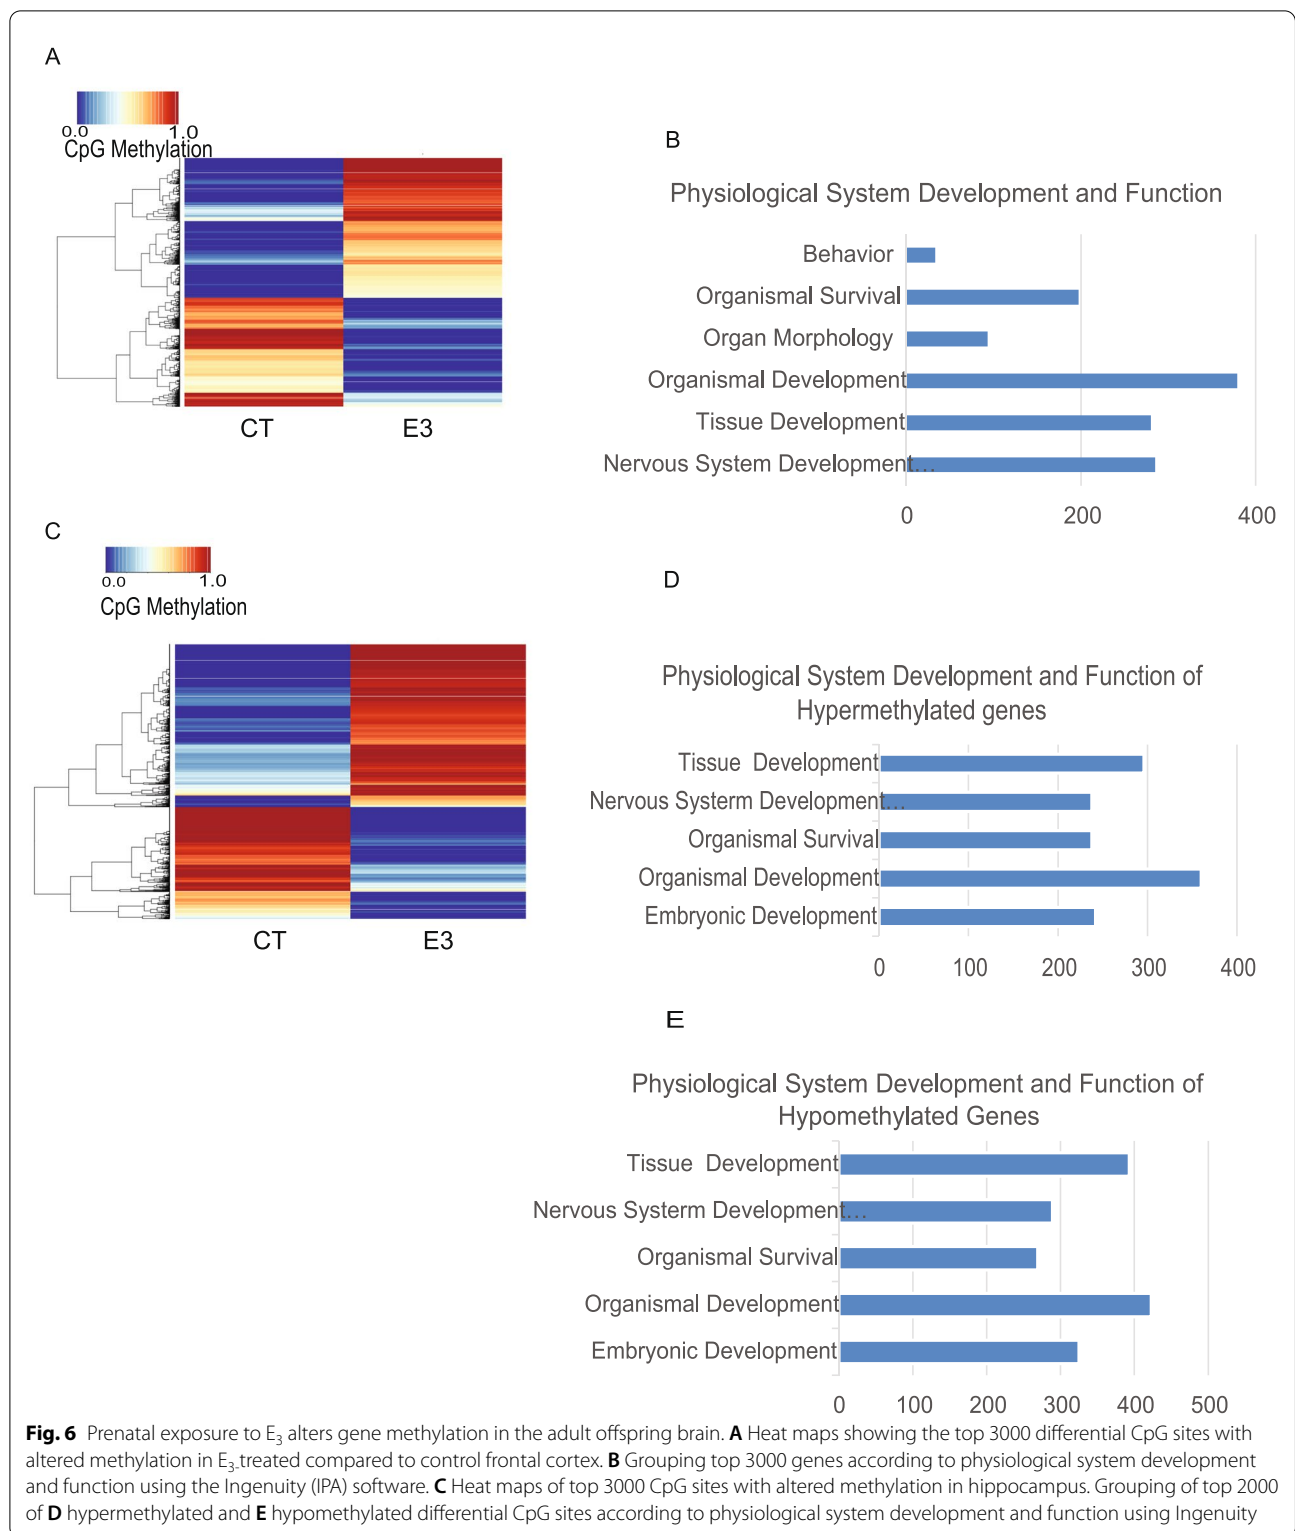 A
0.0 1.0
CpG Methylation
CT E3
B
Physiological System Development and Function
Behavior
Organismal Survival
Organ Morphology
Organismal Development
Tissue Development
Nervous System Development...
0 200 400
C
0.0 1.0
CpG Methylation
CT E3
D
Physiological System Development and Function of
Hypermethylated genes
Tissue Development
Nervous Systerm Development...
Organismal Survival
Organismal Development
Embryonic Development
0 100 200 300 400
E
Physiological System Development and Function of
Hypomethylated Genes
Tissue Development
Nervous Systerm Development...
Organismal Survival
Organismal Development
Embryonic Development
0 100 200 300 400 500
Fig. 6 Prenatal exposure to E3 alters gene methylation in the adult offspring brain. A Heat maps showing the top 3000 differential CpG sites with
altered methylation in E3-treated compared to control frontal cortex. B Grouping top 3000 genes according to physiological system development
and function using the Ingenuity (IPA) software. C Heat maps of top 3000 CpG sites with altered methylation in hippocampus. Grouping of top 2000
of D hypermethylated and E hypomethylated differential CpG sites according to physiological system development and function using Ingenuity